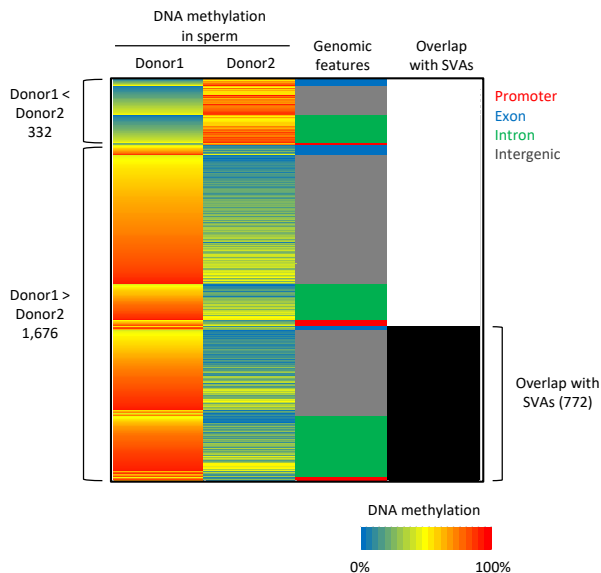 DNA methylation
in sperm
Donor1
Donor2
Genomic
features
Overlap
with SVAs
Donor1 <
Donor2
332
Promoter
Exon
Intron
Intergenic
Donor1 >
Donor2
1,676
Overlap with
SVAs (772)
DNA methylation
0%
100%